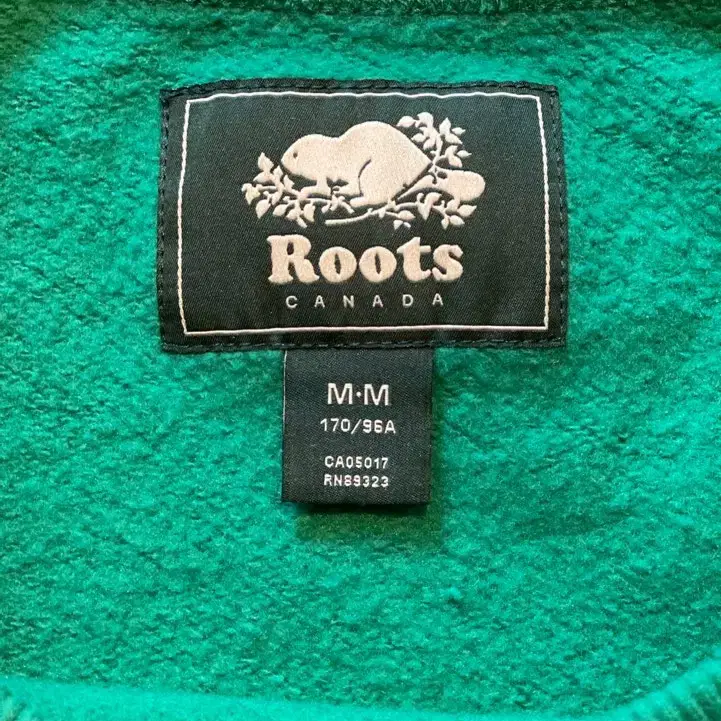 Roots
CANADA
M·M
170/96A
CA05017
RN89323